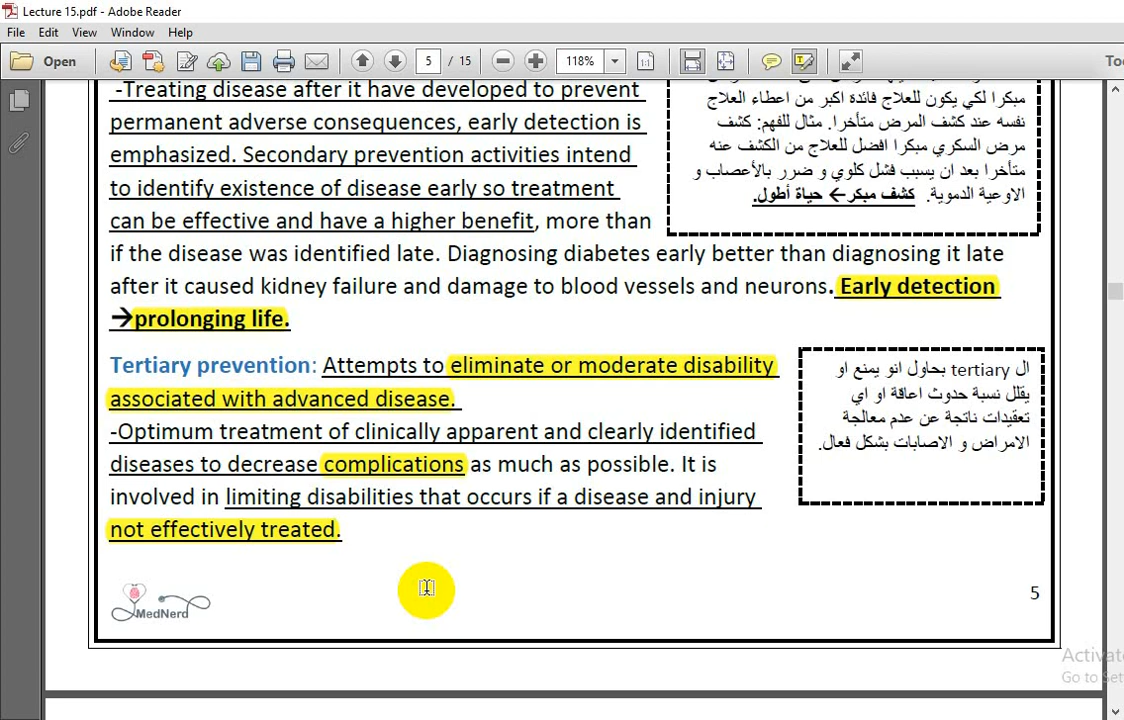 Lecture 15.pdf - Adobe Reader
File Edit View Window Help
Open 5 / 15 118%
-Treating disease after it have developed to prevent
permanent adverse consequences, early detection is
emphasized. Secondary prevention activities intend
to identify existence of disease early so treatment
can be effective and have a higher benefit, more than
if the disease was identified late. Diagnosing diabetes early better than diagnosing it late
after it caused kidney failure and damage to blood vessels and neurons. Early detection
→prolonging life.
مبكرا لكي يكون للعلاج فائدة اكبر من اعطاء العلاج
نفسه عند كشف المرض متأخرا. مثال للفهم: كشف
مرض السكري مبكرا افضل للعلاج من الكشف عنه
متأخرا بعد ان يسبب فشل كلوي و ضرر بالأعصاب و
الاوعية الدموية. كشف مبكر← حياة أطول.
Tertiary prevention: Attempts to eliminate or moderate disability
associated with advanced disease.
-Optimum treatment of clinically apparent and clearly identified
diseases to decrease complications as much as possible. It is
involved in limiting disabilities that occurs if a disease and injury
not effectively treated.
ال tertiary بحاول انو يمنع او
يقلل نسبة حدوث اعاقة او اي
تعقيدات ناتجة عن عدم معالجة
الامراض و الاصابات بشكل فعال.
MedNerd
5
Activat
Go to Set